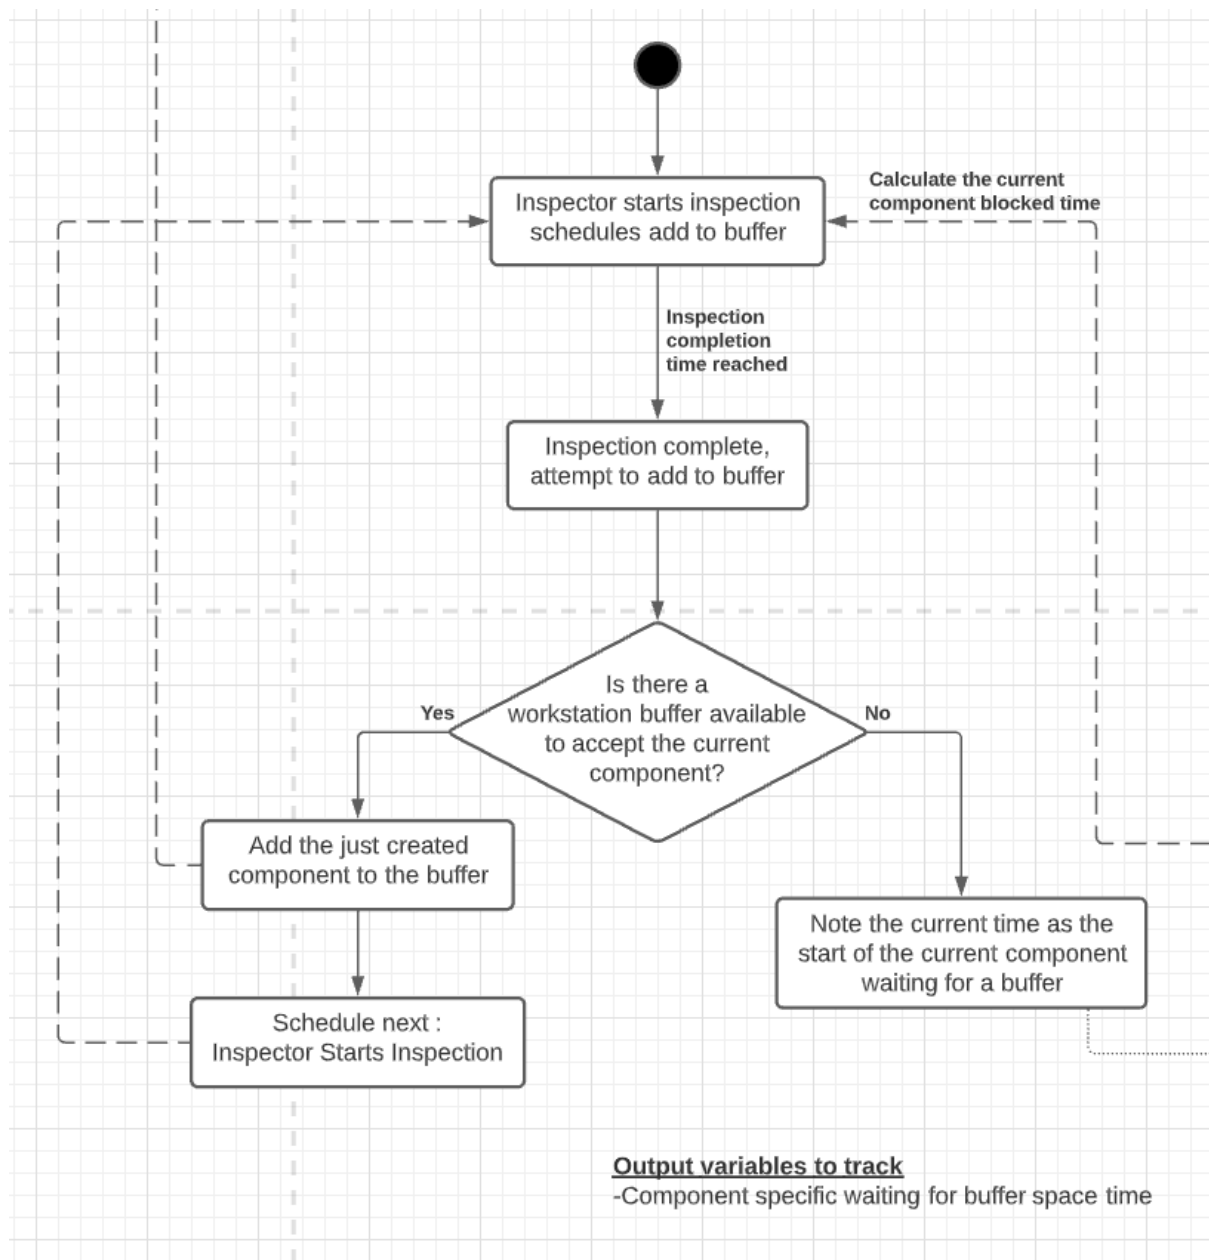 Inspector starts inspection
schedules add to buffer
Calculate the current
component blocked time
Inspection
completion
time reached
Inspection complete,
attempt to add to buffer
Is there a
workstation buffer available
to accept the current
component?
Yes
No
Add the just created
component to the buffer
Note the current time as the
start of the current component
waiting for a buffer
Schedule next :
Inspector Starts Inspection
Output variables to track
-Component specific waiting for buffer space time